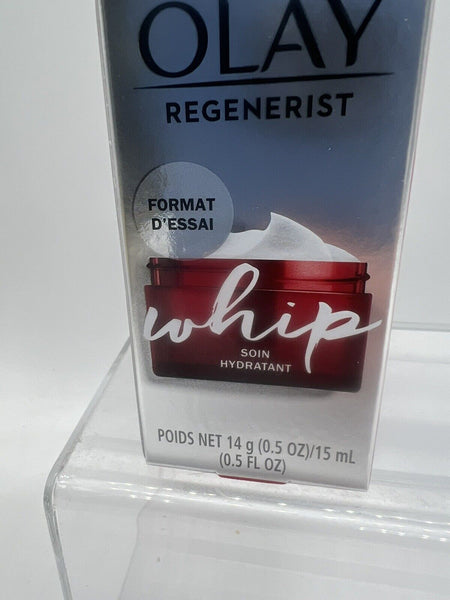 OLAY
REGENERIST
FORMAT
D'ESSAI
whip
SOIN
HYDRATANT
POIDS NET 14 g (0.5 OZ)/15 mL
(0.5 FL OZ)